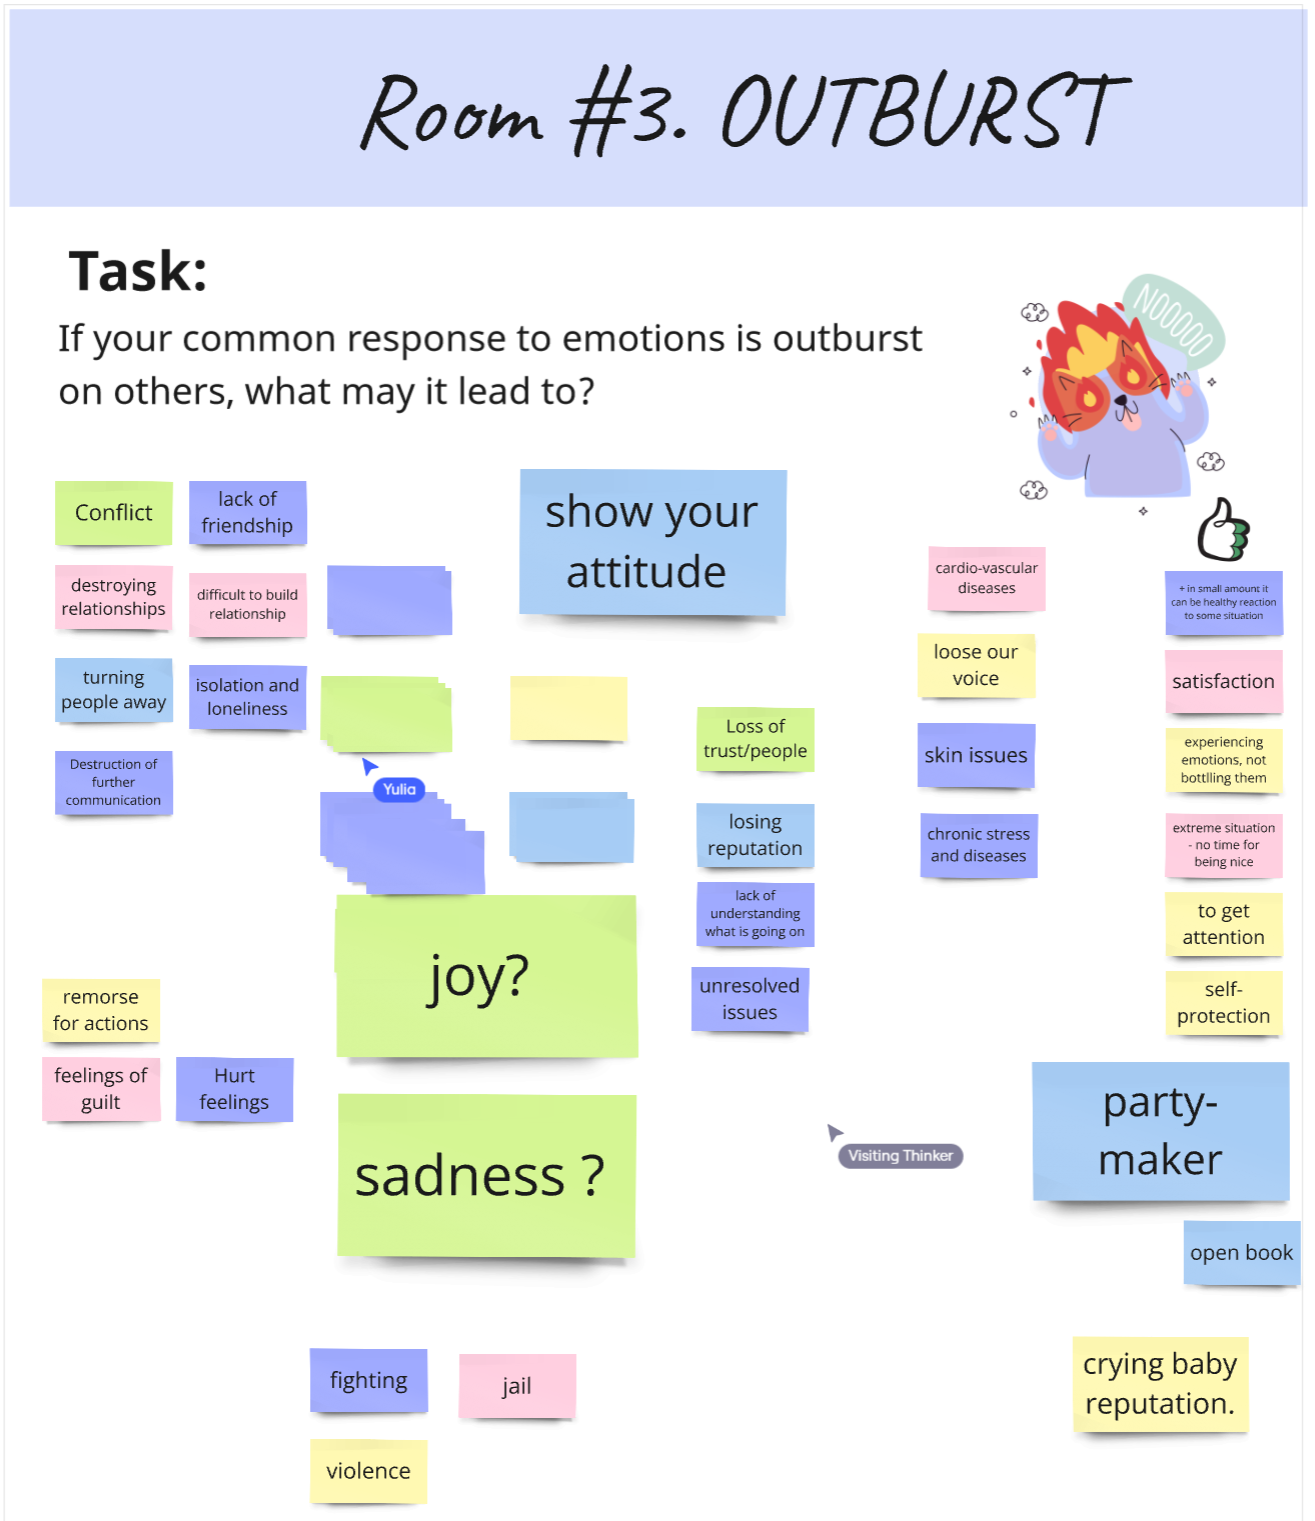 Room #3. OUTBURST
Task:
If your common response to emotions is outburst
on others, what may it lead to?
NOOOOO
Conflict
lack of
friendship
destroying
relationships
difficult to build
relationship
turning
people away
isolation and
loneliness
Destruction of
further
communication
show your
attitude
Yulia
Loss of
trust/people
losing
reputation
lack of
understanding
what is going on
unresolved
issues
cardio-vascular
diseases
loose our
voice
skin issues
chronic stress
and diseases
+ in small amount it
can be healthy reaction
to some situation
satisfaction
experiencing
emotions, not
bottlling them
extreme situation
- no time for
being nice
to get
attention
self-
protection
joy?
sadness ?
remorse
for actions
feelings of
guilt
Hurt
feelings
Visiting Thinker
party-
maker
open book
crying baby
reputation.
fighting
jail
violence